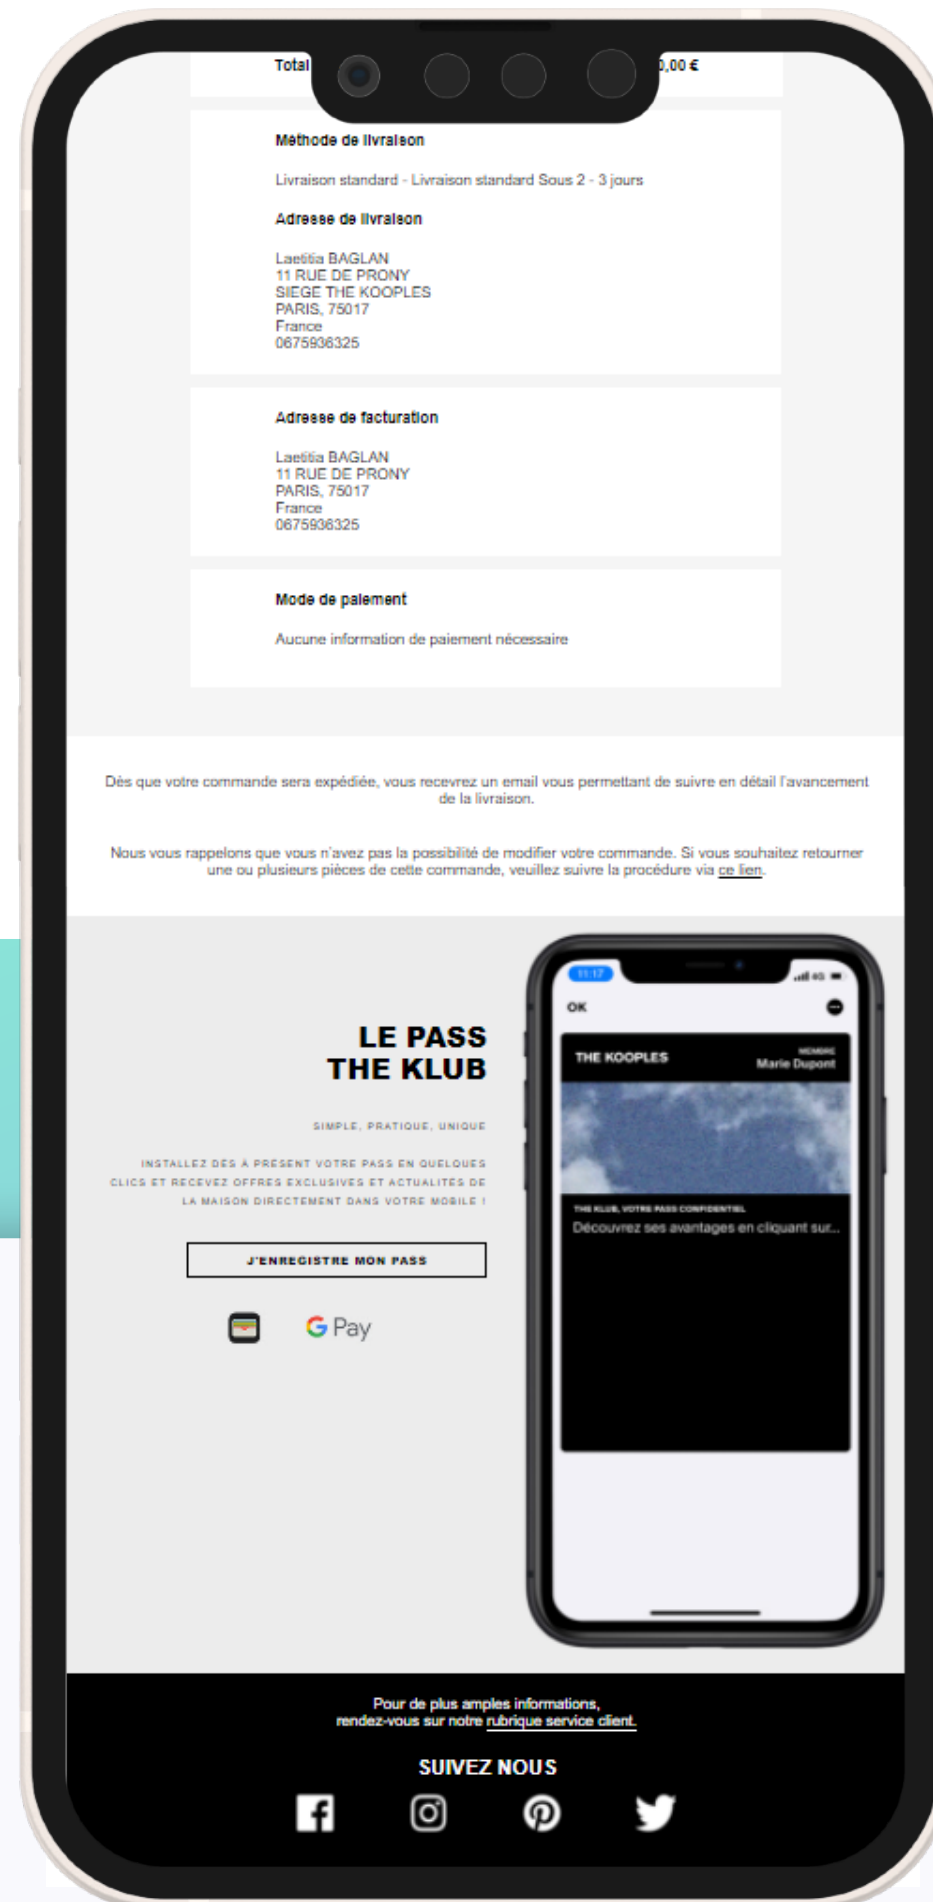 Total
0,00 €
Méthode de livraison
Livraison standard - Livraison standard Sous 2 - 3 jours
Adresse de livraison
Laetitia BAGLAN
11 RUE DE PRONY
SIEGE THE KOOPLES
PARIS, 75017
France
0675936325
Adresse de facturation
Laetitia BAGLAN
11 RUE DE PRONY
PARIS, 75017
France
0675936325
Mode de paiement
Aucune information de paiement nécessaire
Dès que votre commande sera expédiée, vous recevrez un email vous permettant de suivre en détail l'avancement
de la livraison.
Nous vous rappelons que vous n'avez pas la possibilité de modifier votre commande. Si vous souhaitez retourner
une ou plusieurs pièces de cette commande, veuillez suivre la procédure via ce lien.
LE PASS
THE KLUB
SIMPLE, PRATIQUE, UNIQUE
INSTALLEZ DÈS À PRÉSENT VOTRE PASS EN QUELQUES
CLICS ET RECEVEZ OFFRES EXCLUSIVES ET ACTUALITÉS DE
LA MAISON DIRECTEMENT DANS VOTRE MOBILE !
J'ENREGISTRE MON PASS
G Pay
11:17
4G
OK
THE KOOPLES
MEMBRE
Marie Dupont
THE KLUB, VOTRE PASS CONFIDENTIEL
Découvrez ses avantages en cliquant sur...
Pour de plus amples informations,
rendez-vous sur notre rubrique service client.
SUIVEZ NOUS